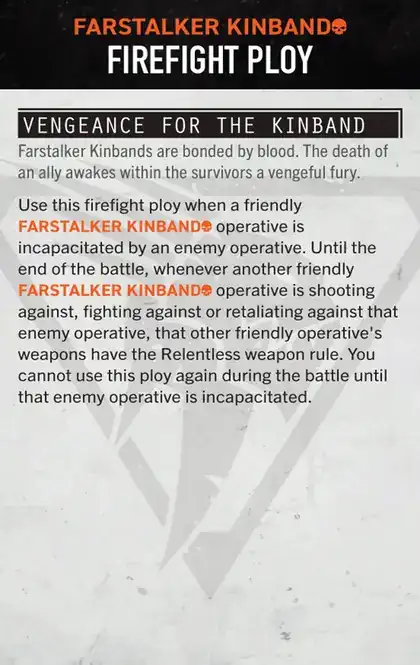 FARSTALKER KINBAND
FIREFIGHT PLOY
VENGEANCE FOR THE KINBAND
Farstalker Kinbands are bonded by blood. The death of
an ally awakes within the survivors a vengeful fury.
Use this firefight ploy when a friendly
FARSTALKER KINBAND operative is
incapacitated by an enemy operative. Until the
end of the battle, whenever another friendly
FARSTALKER KINBAND operative is shooting
against, fighting against or retaliating against that
enemy operative, that other friendly operative's
weapons have the Relentless weapon rule. You
cannot use this ploy again during the battle until
that enemy operative is incapacitated.